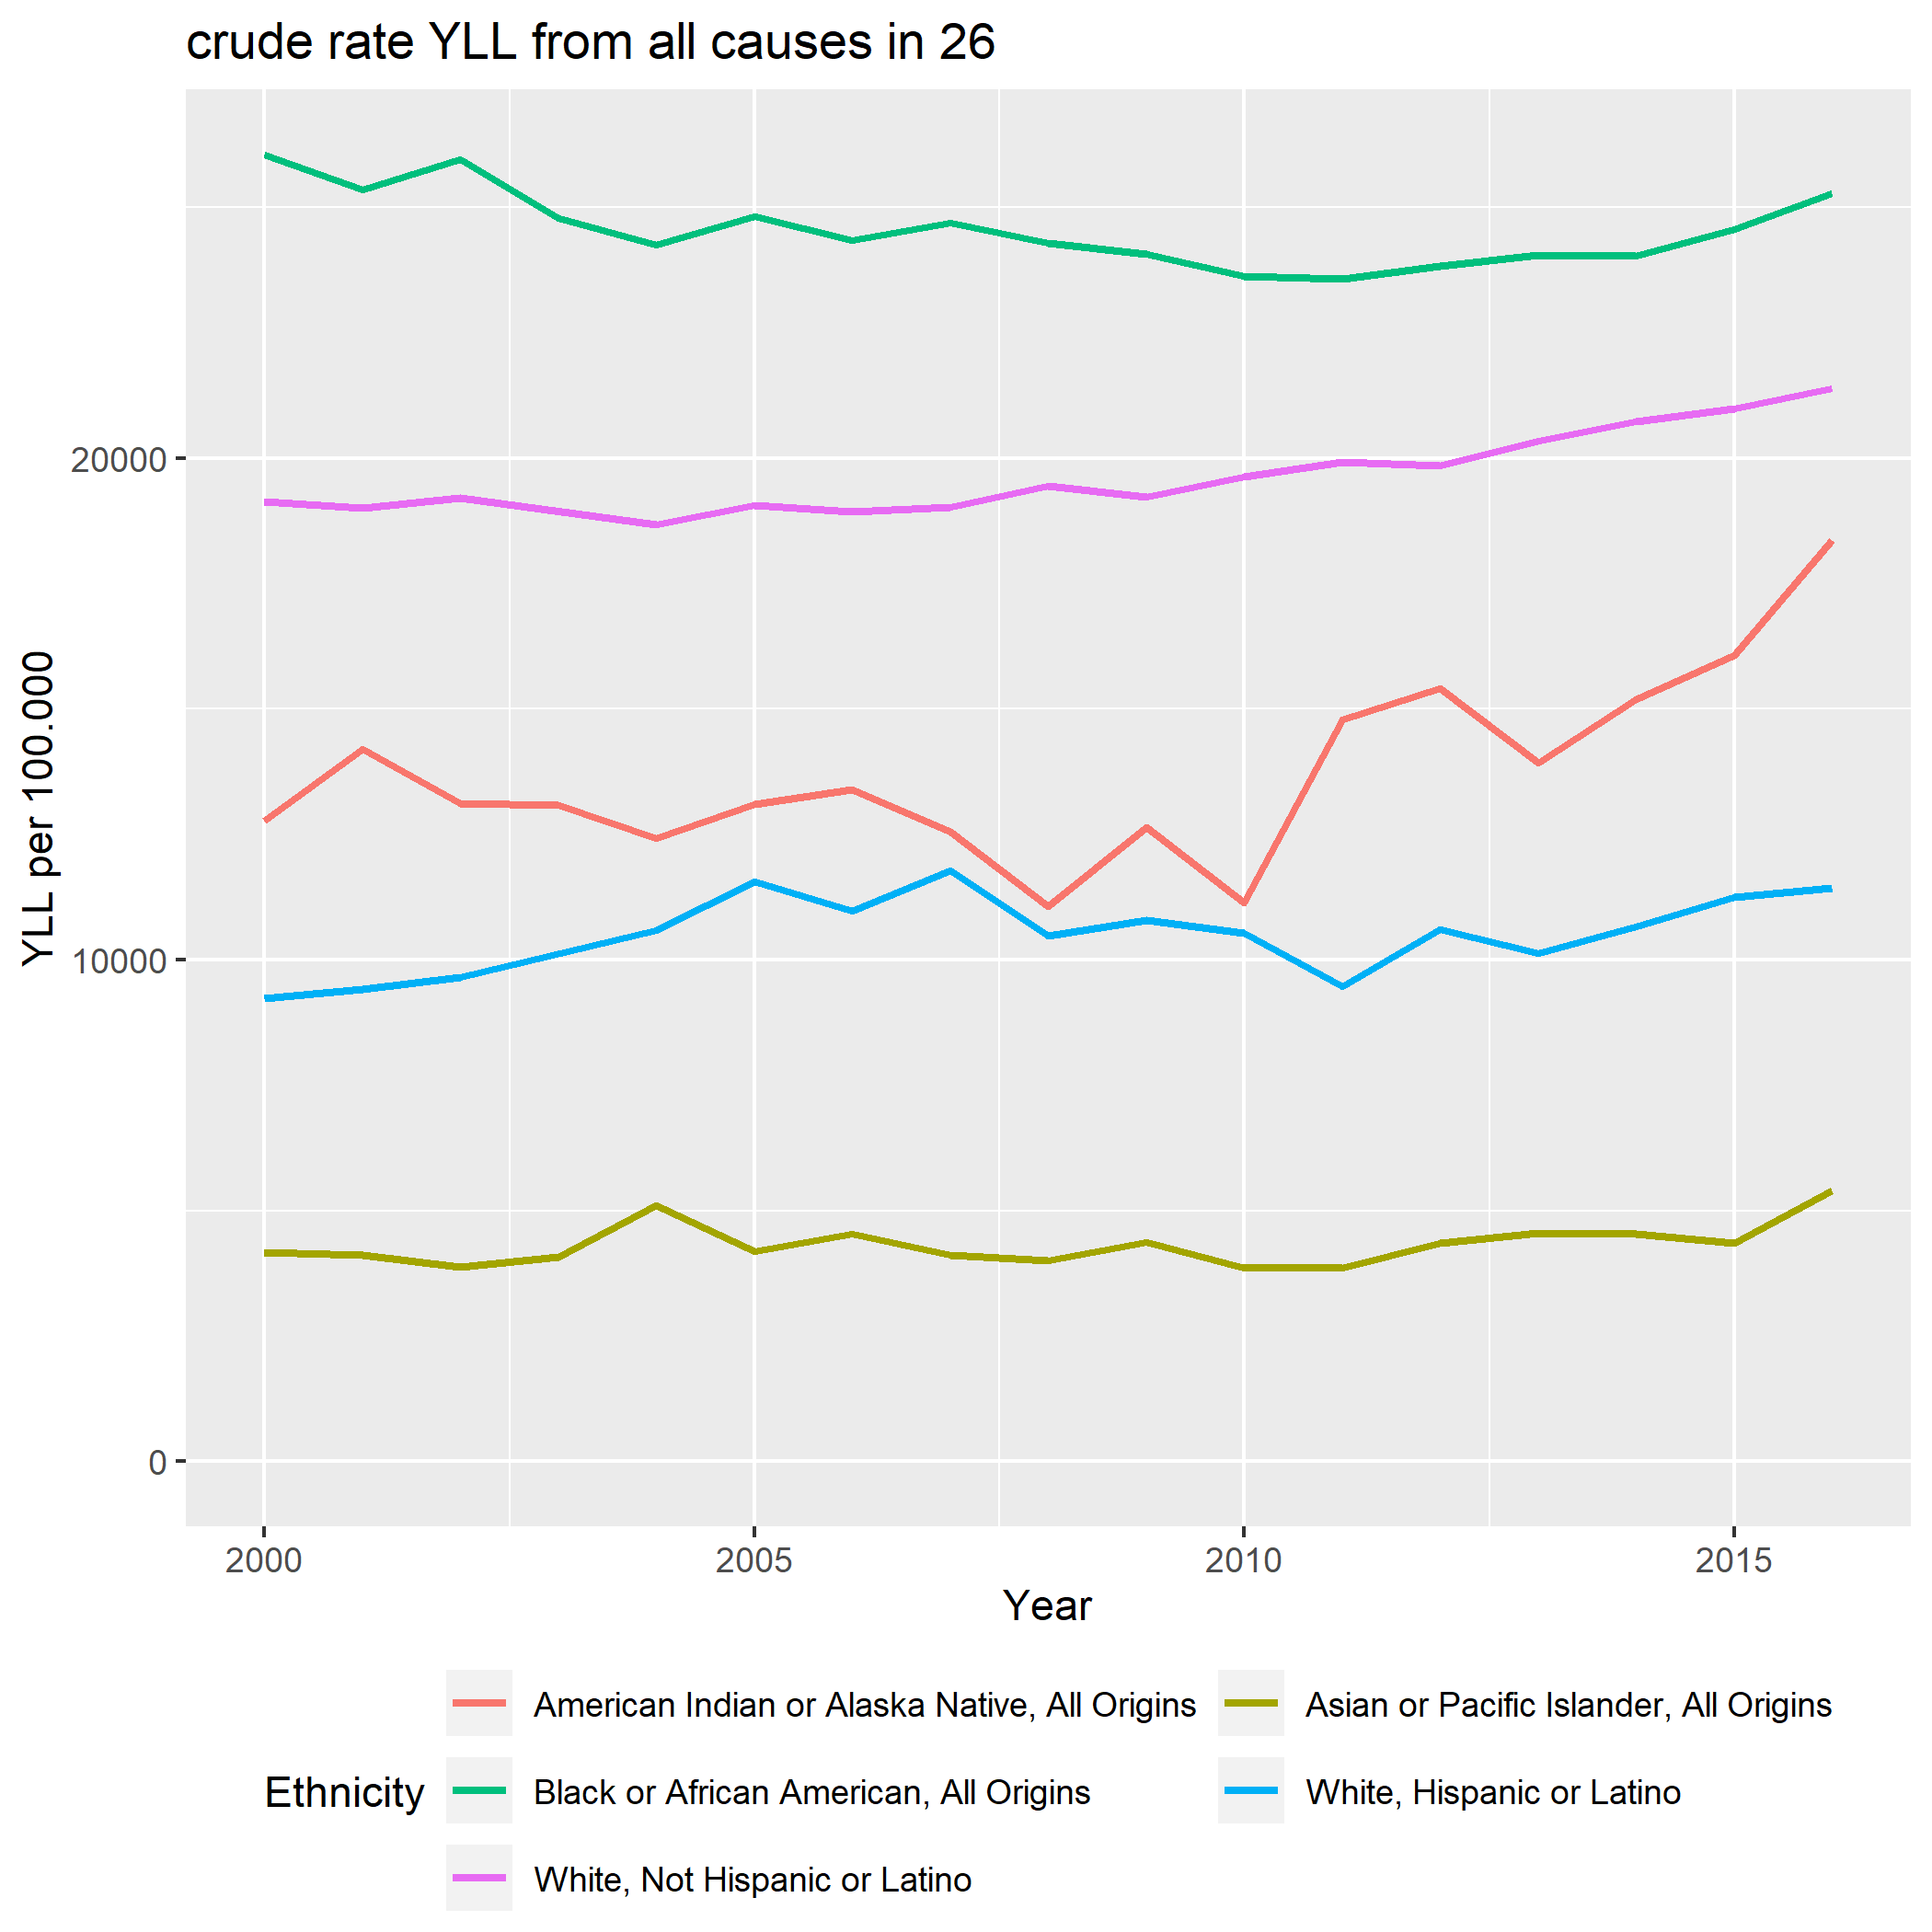 crude rate YLL from all causes in 26
YLL per 100.000
20000
10000
0
2000 2005 2010 2015
Year
Ethnicity
American Indian or Alaska Native, All Origins
Asian or Pacific Islander, All Origins
Black or African American, All Origins
White, Hispanic or Latino
White, Not Hispanic or Latino